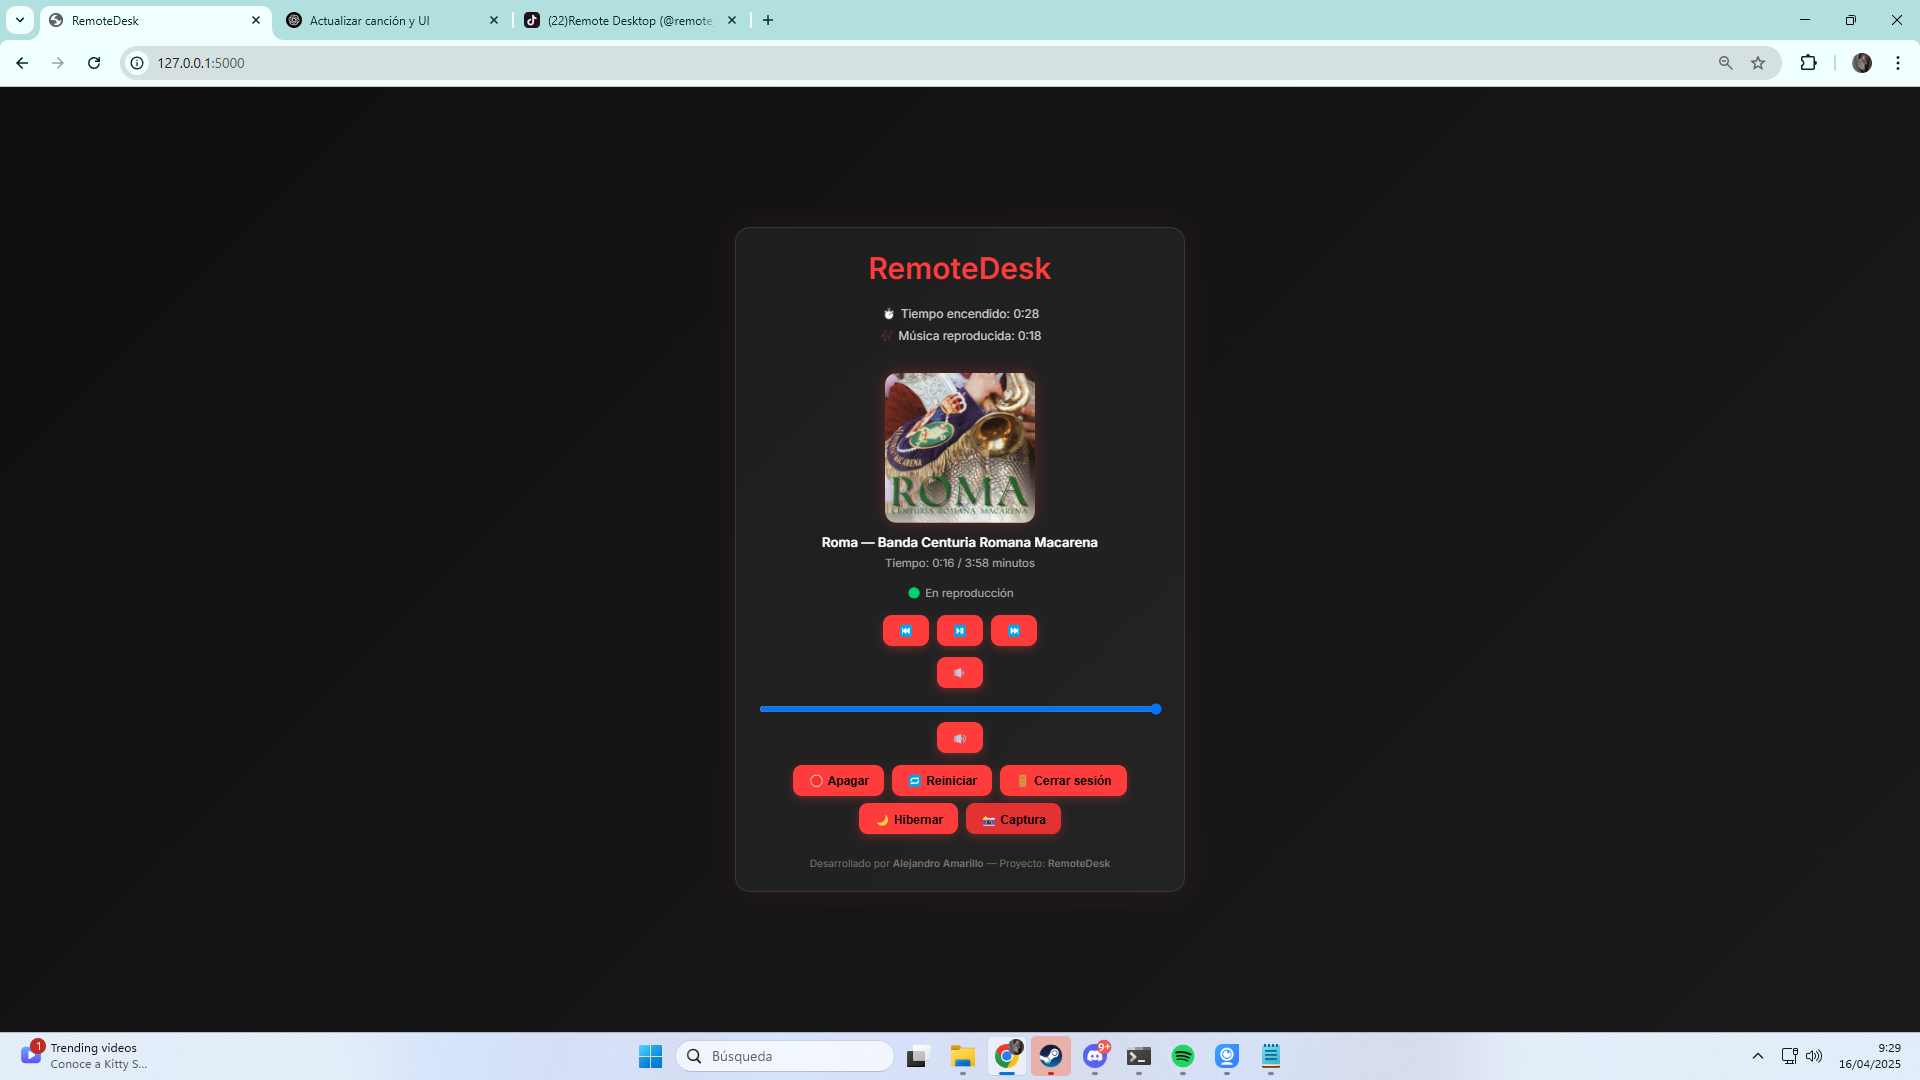 RemoteDesk
Actualizar canción y UI
(22)Remote Desktop (@remote_
127.0.0.1:5000
RemoteDesk
Tiempo encendido: 0:28
Música reproducida: 0:18
MACARENA
ROMA
CENTURIA ROMANA MACARENA
Roma — Banda Centuria Romana Macarena
Tiempo: 0:16 / 3:58 minutos
En reproducción
Apagar
Reiniciar
Cerrar sesión
Hibernar
Captura
Desarrollado por Alejandro Amarillo — Proyecto: RemoteDesk
1
Trending videos
Conoce a Kitty S...
Búsqueda
9+
9:29
16/04/2025